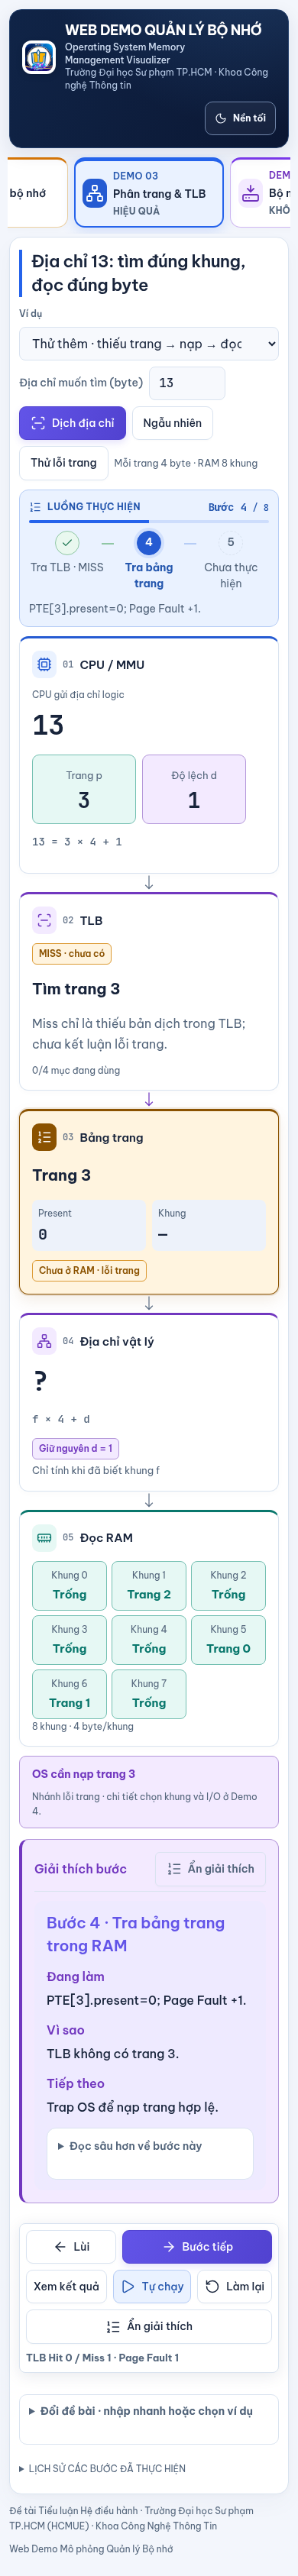 WEB DEMO QUẢN LÝ BỘ NHỚ
Operating System Memory
Management Visualizer
Trường Đại học Sư phạm TP.HCM · Khoa Công
nghệ Thông tin
Nền tối
bộ nhớ
DEMO 03
Phân trang & TLB
HIỆU QUẢ
Địa chỉ 13: tìm đúng khung,
đọc đúng byte
Ví dụ
Thử thêm · thiếu trang → nạp → đọc
Địa chỉ muốn tìm (byte) 13
Dịch địa chỉ
Ngẫu nhiên
Thử lỗi trang
Mỗi trang 4 byte · RAM 8 khung
LUỒNG THỰC HIỆN
Bước 4 / 8
4
5
Tra TLB · MISS
Tra bảng
trang
Chưa thực
hiện
PTE[3].present=0; Page Fault +1.
01 CPU / MMU
CPU gửi địa chỉ logic
13
Trang p
3
Độ lệch d
1
13 = 3 × 4 + 1
02 TLB
MISS · chưa có
Tìm trang 3
Miss chỉ là thiếu bản dịch trong TLB;
chưa kết luận lỗi trang.
0/4 mục đang dùng
03 Bảng trang
Trang 3
Present
0
Khung
—
Chưa ở RAM · lỗi trang
04 Địa chỉ vật lý
?
f × 4 + d
Giữ nguyên d = 1
Chỉ tính khi đã biết khung f
05 Đọc RAM
Khung 0
Trống
Khung 1
Trang 2
Khung 2
Trống
Khung 3
Trống
Khung 4
Trống
Khung 5
Trang 0
Khung 6
Trang 1
Khung 7
Trống
8 khung · 4 byte/khung
OS cần nạp trang 3
Nhánh lỗi trang · chi tiết chọn khung và I/O ở Demo
4.
Giải thích bước
Ẩn giải thích
Bước 4 · Tra bảng trang
trong RAM
Đang làm
PTE[3].present=0; Page Fault +1.
Vì sao
TLB không có trang 3.
Tiếp theo
Trap OS để nạp trang hợp lệ.
Đọc sâu hơn về bước này
Lùi
Bước tiếp
Xem kết quả
Tự chạy
Làm lại
Ẩn giải thích
TLB Hit 0 / Miss 1 · Page Fault 1
Đổi đề bài · nhập nhanh hoặc chọn ví dụ
LỊCH SỬ CÁC BƯỚC ĐÃ THỰC HIỆN
Đề tài Tiểu luận Hệ điều hành · Trường Đại học Sư phạm
TP.HCM (HCMUE) · Khoa Công Nghệ Thông Tin
Web Demo Mô phỏng Quản lý Bộ nhớ